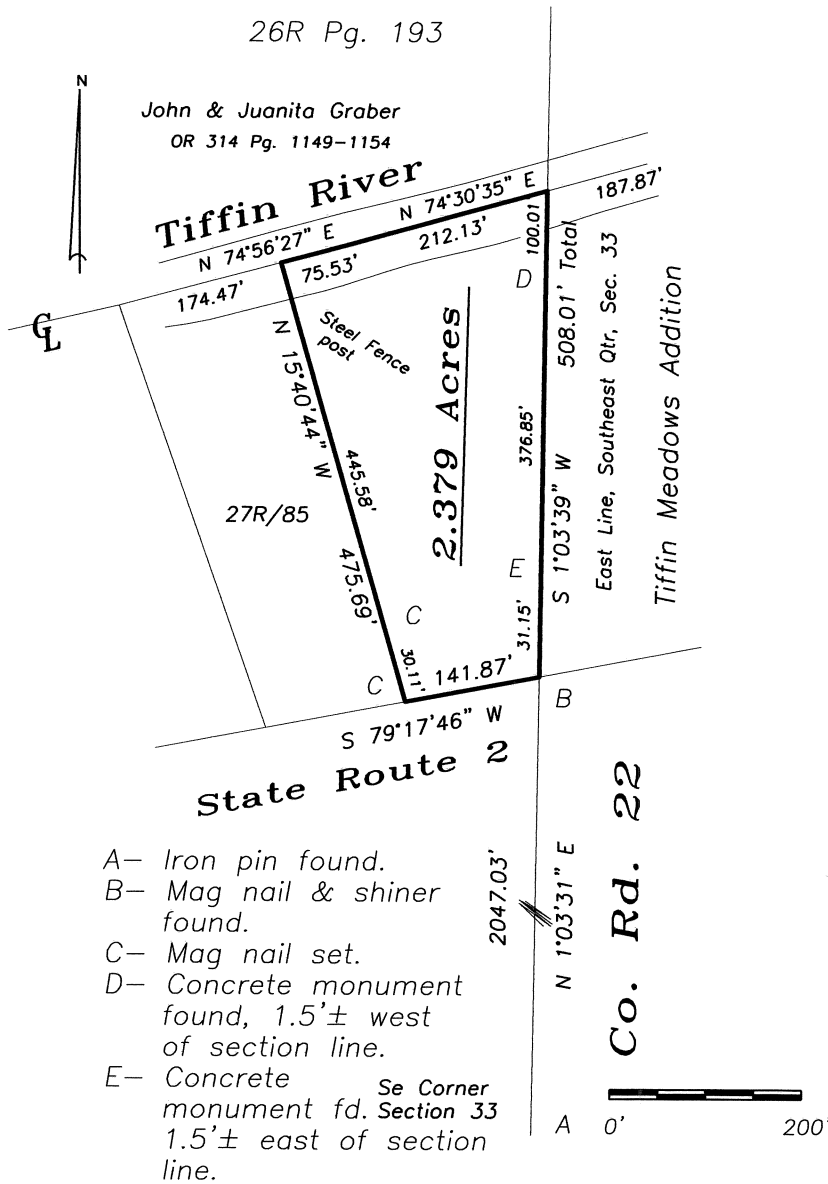 26R Pg. 193
N
John & Juanita Graber
OR 314 Pg. 1149-1154
Tiffin River
N 74°56'27" E
N 74°30'35" E
187.87'
174.47'
75.53'
212.13'
100.01
CL
D
Steel Fence
post
N 15°40'44" W
445.58'
475.69'
27R/85
2.379 Acres
376.85'
508.01' Total
S 1°03'39" W
East Line, Southeast Qtr, Sec. 33
Tiffin Meadows Addition
E
31.15'
C
30.11'
C
141.87'
B
S 79°17'46" W
State Route 2
2047.03'
N 1°03'31" E
Co. Rd. 22
A- Iron pin found.
B- Mag nail & shiner
found.
C- Mag nail set.
D- Concrete monument
found, 1.5'± west
of section line.
E- Concrete
monument fd.
1.5'± east of section
line.
Se Corner
Section 33
A
0'
200'